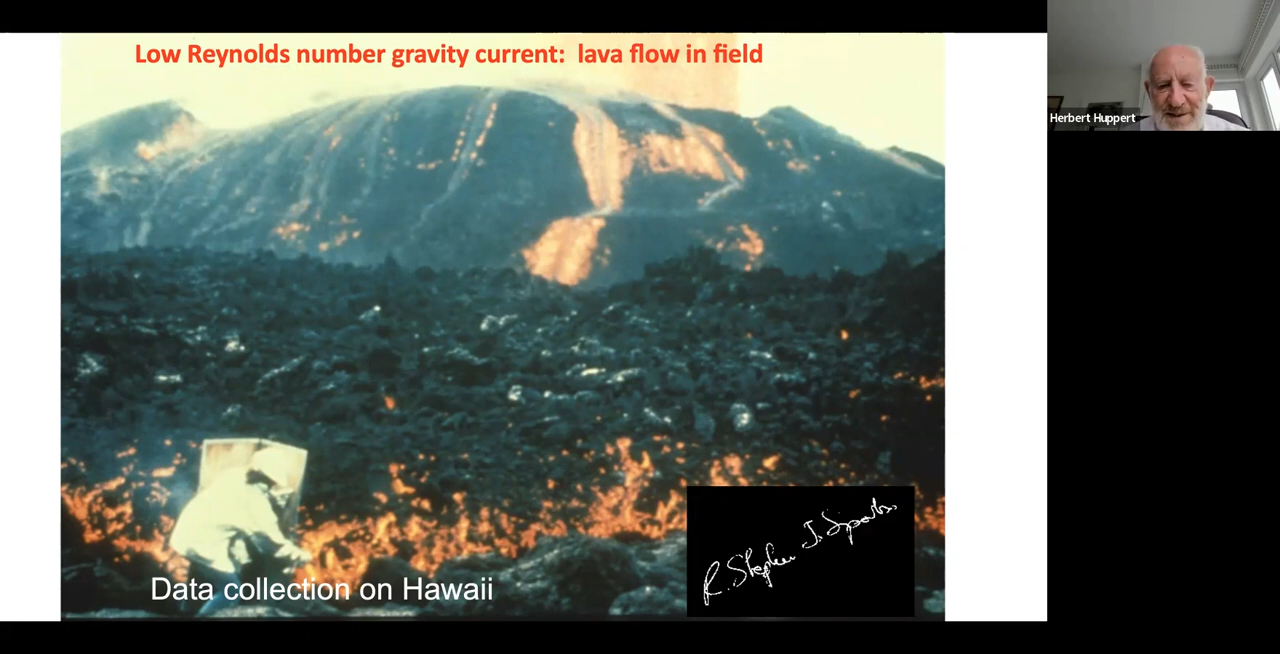 Low Reynolds number gravity current: lava flow in field
Herbert Huppert
Data collection on Hawaii
R. Stephen J. Sparks.